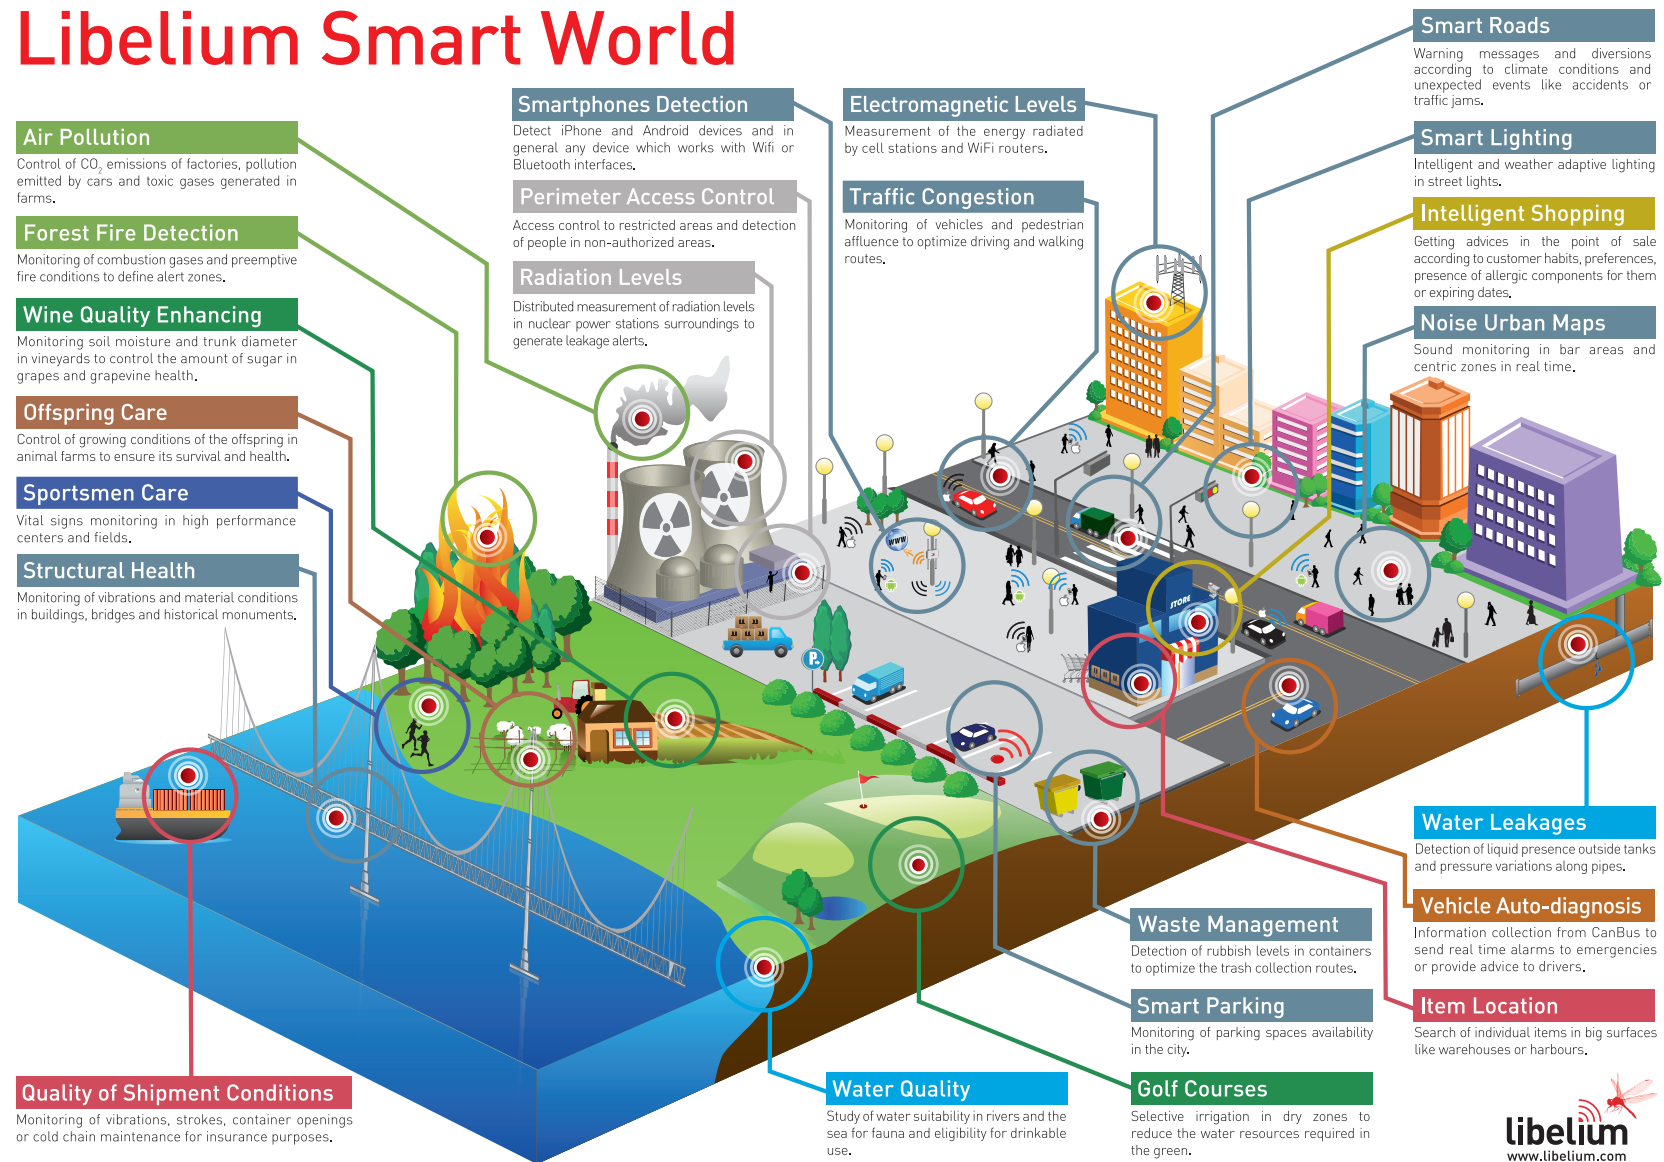 Libelium Smart World
Air Pollution
Control of CO2 emissions of factories, pollution
emitted by cars and toxic gases generated in
farms.
Forest Fire Detection
Monitoring of combustion gases and preemptive
fire conditions to define alert zones.
Wine Quality Enhancing
Monitoring soil moisture and trunk diameter
in vineyards to control the amount of sugar in
grapes and grapevine health.
Offspring Care
Control of growing conditions of the offspring in
animal farms to ensure its survival and health.
Sportsmen Care
Vital signs monitoring in high performance
centers and fields.
Structural Health
Monitoring of vibrations and material conditions
in buildings, bridges and historical monuments.
Quality of Shipment Conditions
Monitoring of vibrations, strokes, container openings
or cold chain maintenance for insurance purposes.
Smartphones Detection
Detect iPhone and Android devices and in
general any device which works with Wifi or
Bluetooth interfaces.
Perimeter Access Control
Access control to restricted areas and detection
of people in non-authorized areas.
Radiation Levels
Distributed measurement of radiation levels
in nuclear power stations surroundings to
generate leakage alerts.
Electromagnetic Levels
Measurement of the energy radiated
by cell stations and WiFi routers.
Traffic Congestion
Monitoring of vehicles and pedestrian
affluence to optimize driving and walking
routes.
Smart Roads
Warning messages and diversions
according to climate conditions and
unexpected events like accidents or
traffic jams.
Smart Lighting
Intelligent and weather adaptive lighting
in street lights.
Intelligent Shopping
Getting advices in the point of sale
according to customer habits, preferences,
presence of allergic components for them
or expiring dates.
Noise Urban Maps
Sound monitoring in bar areas and
centric zones in real time.
WWW
STORE
P
Water Leakages
Detection of liquid presence outside tanks
and pressure variations along pipes.
Vehicle Auto-diagnosis
Information collection from CanBus to
send real time alarms to emergencies
or provide advice to drivers.
Item Location
Search of individual items in big surfaces
like warehouses or harbours.
Waste Management
Detection of rubbish levels in containers
to optimize the trash collection routes.
Smart Parking
Monitoring of parking spaces availability
in the city.
Golf Courses
Selective irrigation in dry zones to
reduce the water resources required in
the green.
Water Quality
Study of water suitability in rivers and the
sea for fauna and eligibility for drinkable
use.
libelium
www.libelium.com